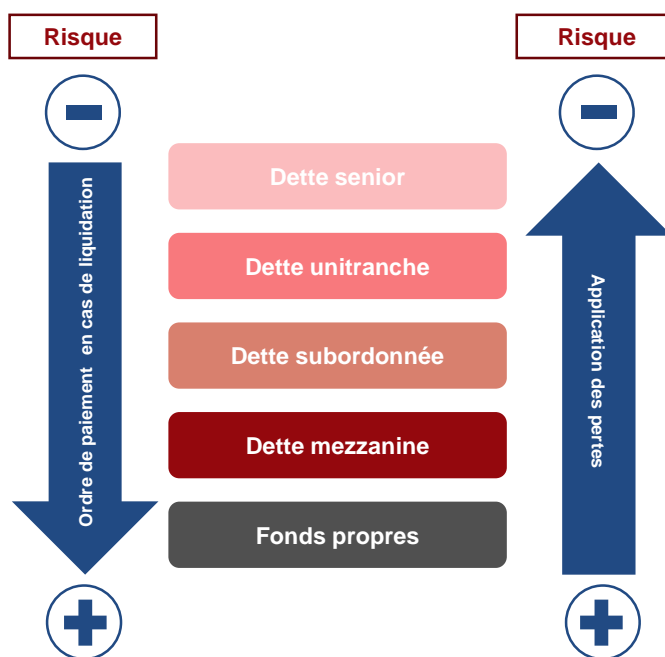 Risque
Risque
Dette senior
Dette unitranche
Dette subordonnée
Dette mezzanine
Fonds propres
Ordre de paiement en cas de liquidation
Application des pertes